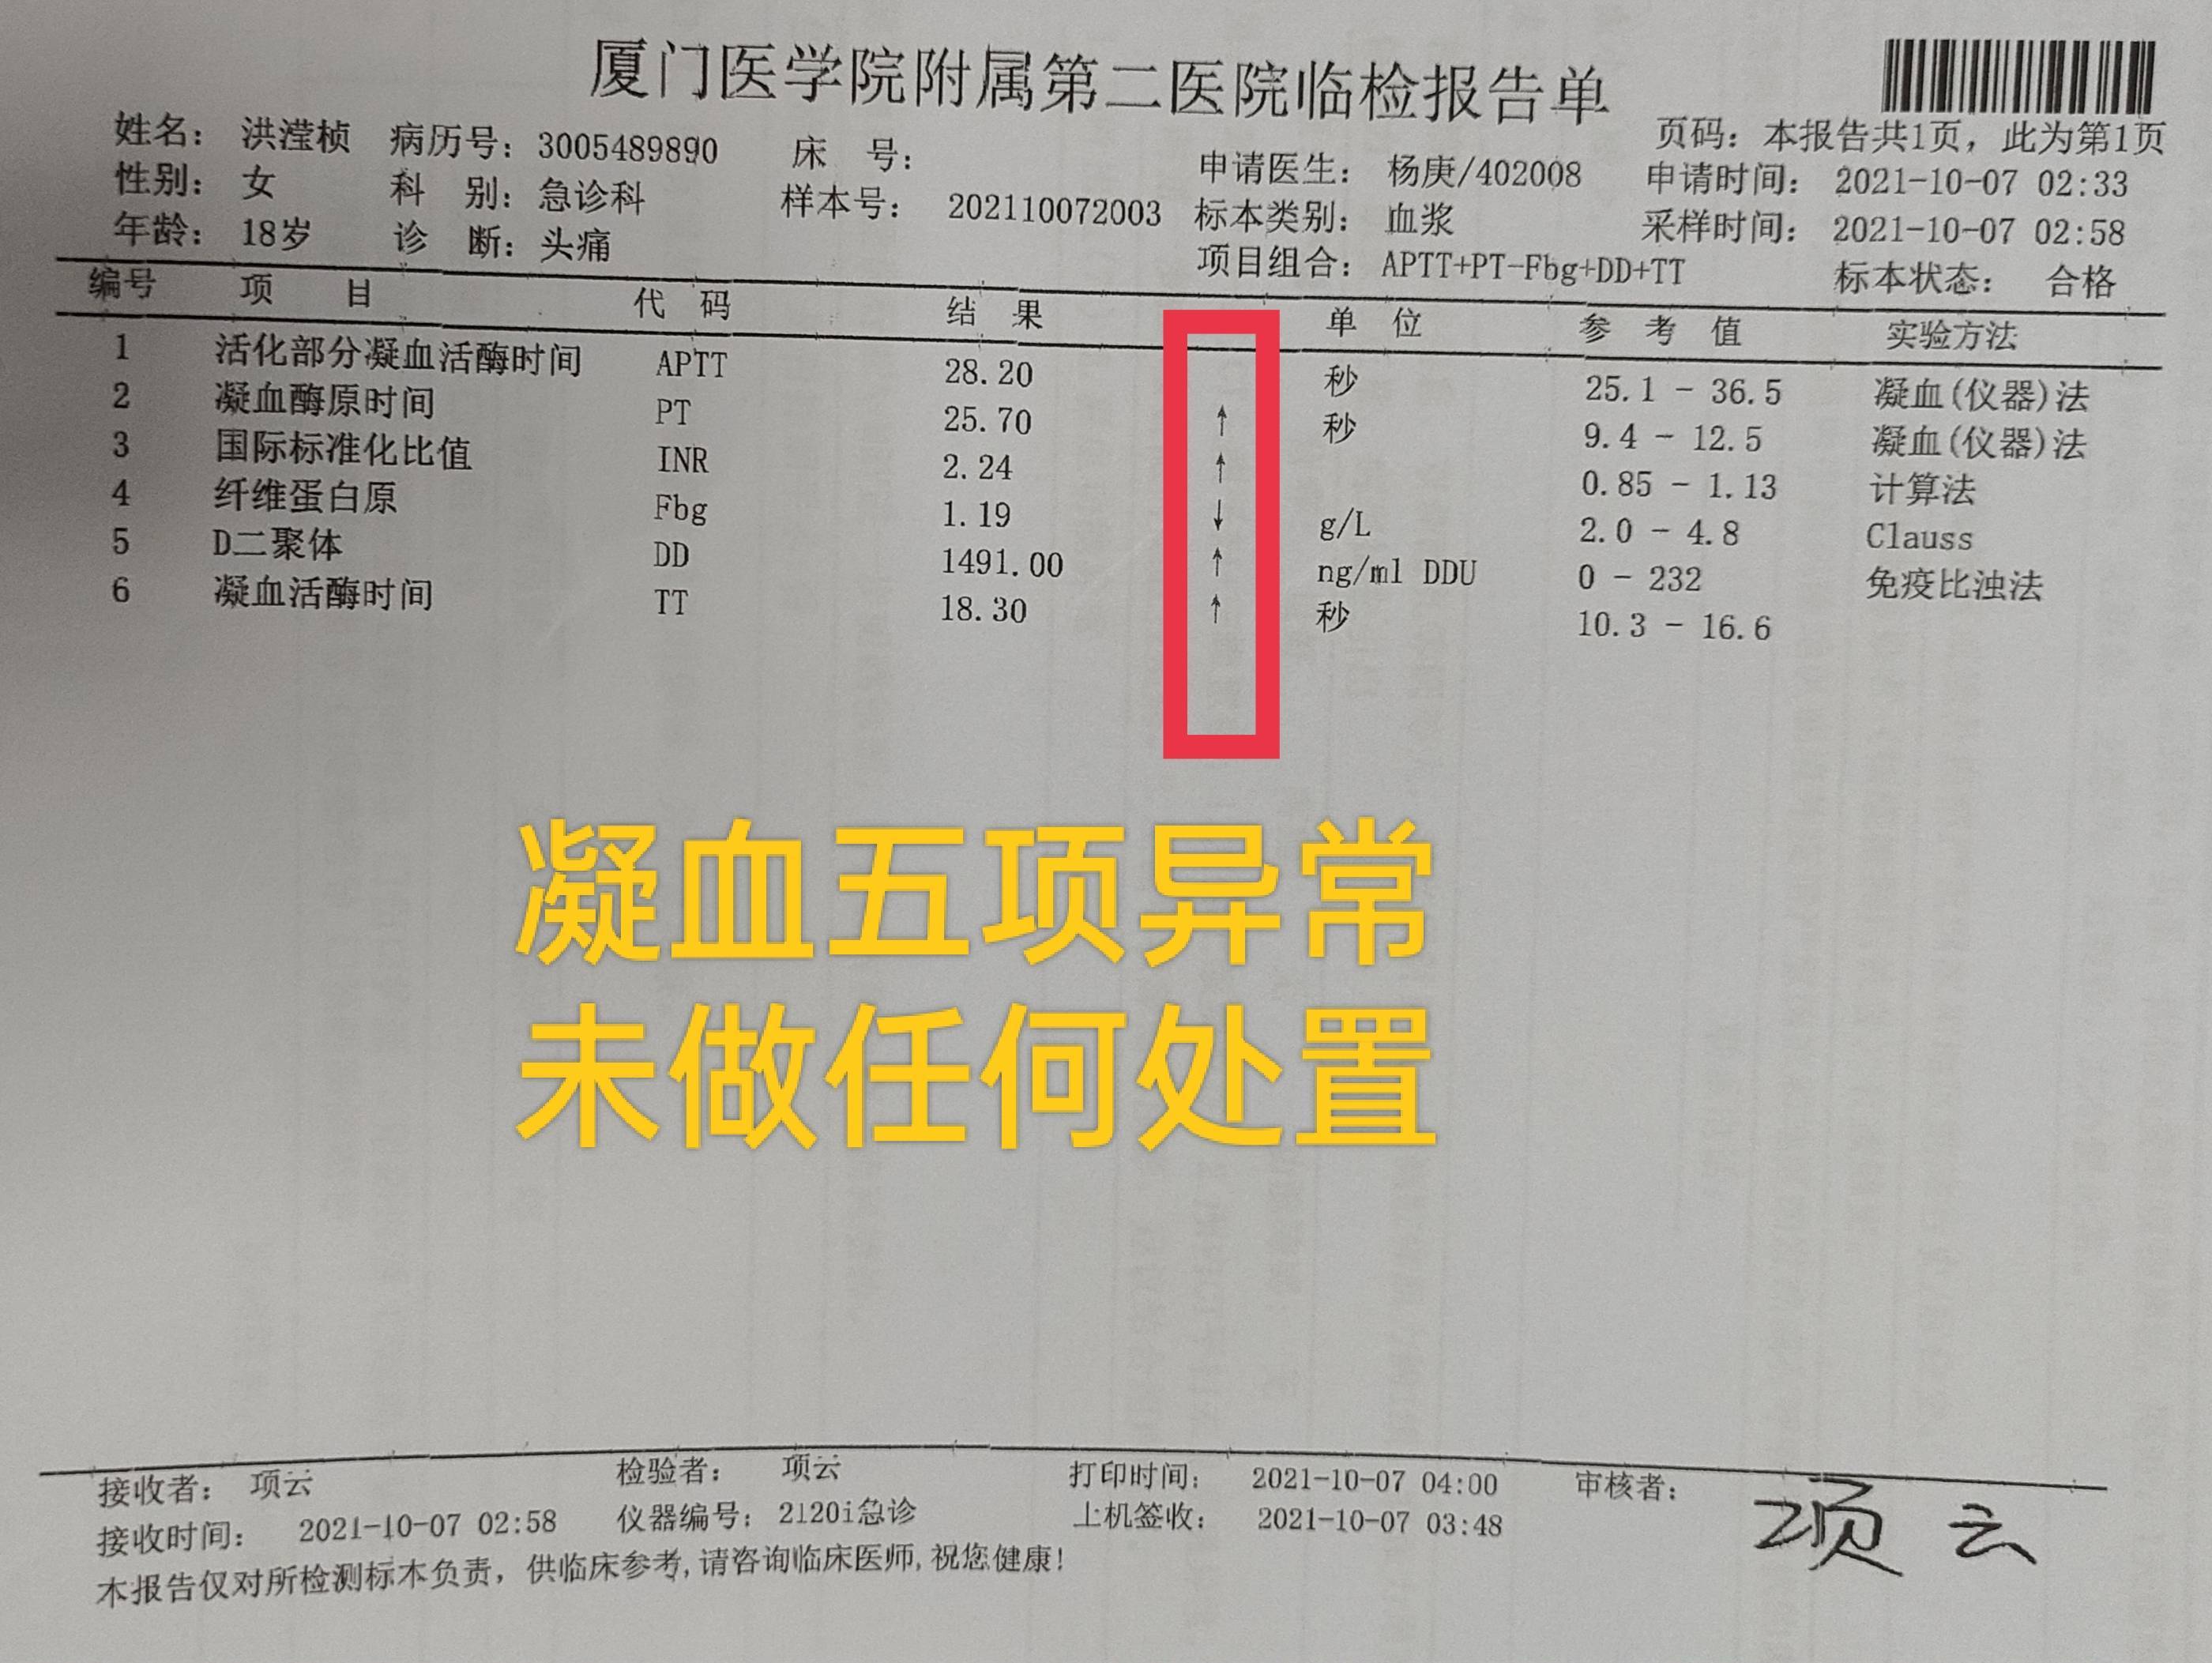 厦门医学院附属第二医院临检报告单
姓名：洪滢桢 病历号：3005489890 床 号： 申请医生：杨庚/402008 页码：本报告共1页，此为第1页
性别：女 科 别：急诊科 样本号：202110072003 标本类别：血浆 申请时间：2021-10-07 02:33
年龄：18岁 诊 断：头痛 项目组合：APTT+PT-Fbg+DD+TT 采样时间：2021-10-07 02:58
标本状态： 合格
编号 项 目 代 码 结 果 单 位 参 考 值 实验方法
1 活化部分凝血活酶时间 APTT 28.20 秒 25.1 - 36.5 凝血(仪器)法
2 凝血酶原时间 PT 25.70 ↑ 秒 9.4 - 12.5 凝血(仪器)法
3 国际标准化比值 INR 2.24 ↑ 0.85 - 1.13 计算法
4 纤维蛋白原 Fbg 1.19 ↓ g/L 2.0 - 4.8 Clauss
5 D二聚体 DD 1491.00 ↑ ng/ml DDU 0 - 232 免疫比浊法
6 凝血活酶时间 TT 18.30 ↑ 秒 10.3 - 16.6
凝血五项异常
未做任何处置
接收者： 项云 检验者： 项云 打印时间： 2021-10-07 04:00 审核者： 项云
接收时间： 2021-10-07 02:58 仪器编号：2120i急诊 上机签收： 2021-10-07 03:48
本报告仅对所检测标本负责，供临床参考,请咨询临床医师,祝您健康!